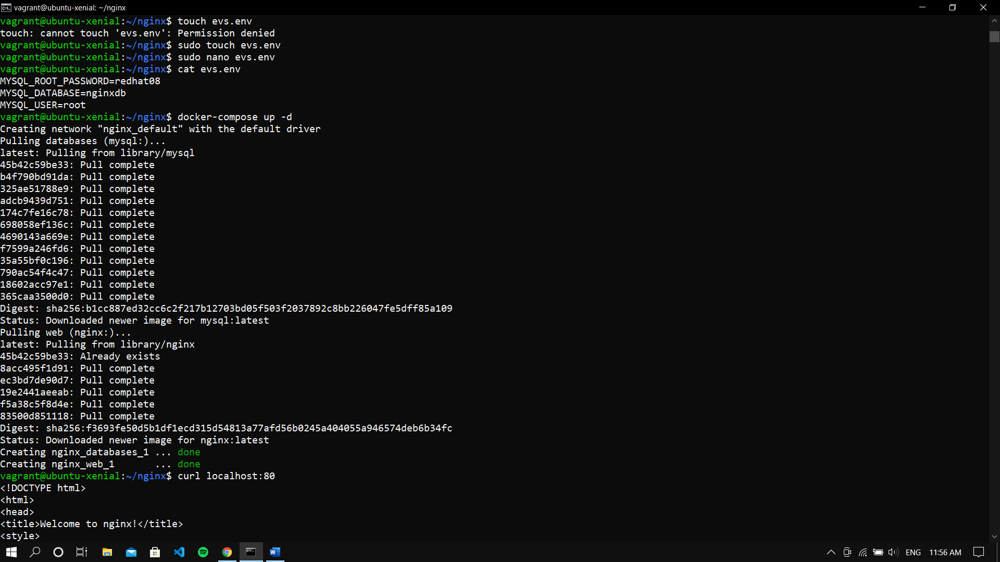 vagrant@ubuntu-xenial: ~/nginx
vagrant@ubuntu-xenial:~/nginx$ touch evs.env
touch: cannot touch 'evs.env': Permission denied
vagrant@ubuntu-xenial:~/nginx$ sudo touch evs.env
vagrant@ubuntu-xenial:~/nginx$ sudo nano evs.env
vagrant@ubuntu-xenial:~/nginx$ cat evs.env
MYSQL_ROOT_PASSWORD=redhat08
MYSQL_DATABASE=nginxdb
MYSQL_USER=root
vagrant@ubuntu-xenial:~/nginx$ docker-compose up -d
Creating network "nginx_default" with the default driver
Pulling databases (mysql:)...
latest: Pulling from library/mysql
45b42c59be33: Pull complete
b4f790bd91da: Pull complete
325ae51788e9: Pull complete
adcb9439d751: Pull complete
174c7fe16c78: Pull complete
698058ef136c: Pull complete
4690143a669e: Pull complete
f7599a246fd6: Pull complete
35a55bf0c196: Pull complete
790ac54f4c47: Pull complete
18602acc97e1: Pull complete
365caa3500d0: Pull complete
Digest: sha256:b1cc887ed32cc6c2f217b12703bd05f503f2037892c8bb226047fe5dff85a109
Status: Downloaded newer image for mysql:latest
Pulling web (nginx:)...
latest: Pulling from library/nginx
45b42c59be33: Already exists
8acc495f1d91: Pull complete
ec3bd7de90d7: Pull complete
19e2441aeeab: Pull complete
f5a38c5f8d4e: Pull complete
83500d851118: Pull complete
Digest: sha256:f3693fe50d5b1df1ecd315d54813a77afd56b0245a404055a946574deb6b34fc
Status: Downloaded newer image for nginx:latest
Creating nginx_databases_1 ... done
Creating nginx_web_1       ... done
vagrant@ubuntu-xenial:~/nginx$ curl localhost:80
<!DOCTYPE html>
<html>
<head>
<title>Welcome to nginx!</title>
<style>
ENG 11:56 AM